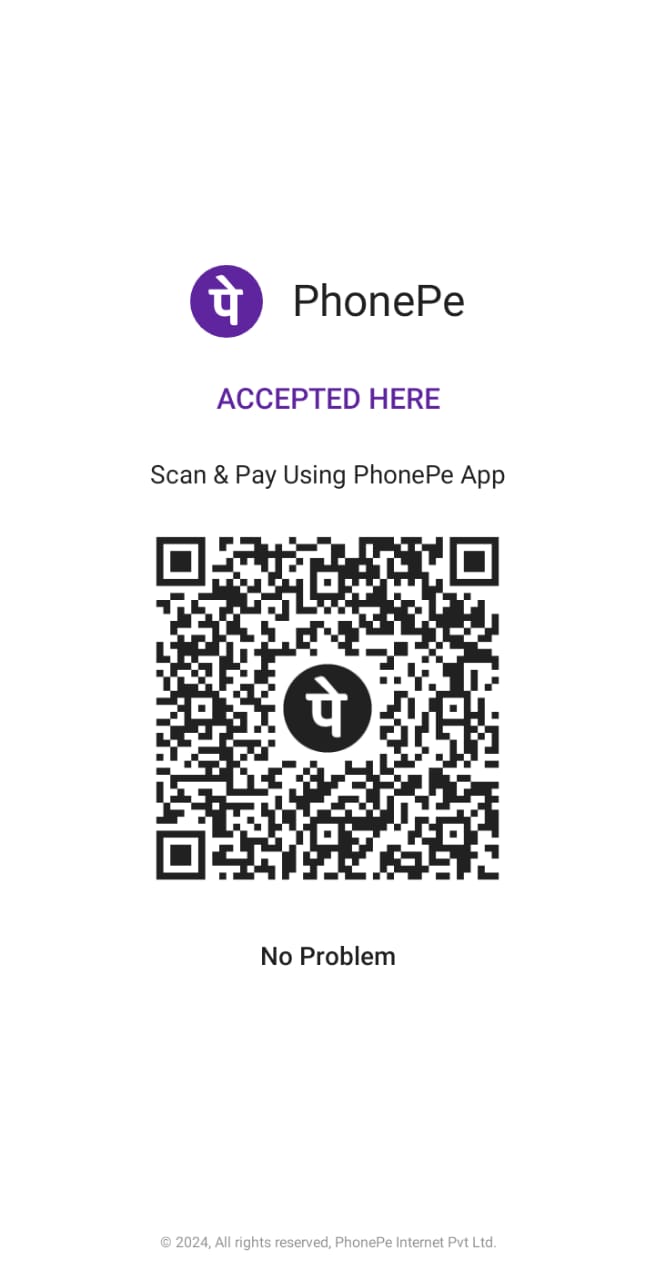 पे PhonePe
ACCEPTED HERE
Scan & Pay Using PhonePe App
पे
No Problem
© 2024, All rights reserved, PhonePe Internet Pvt Ltd.